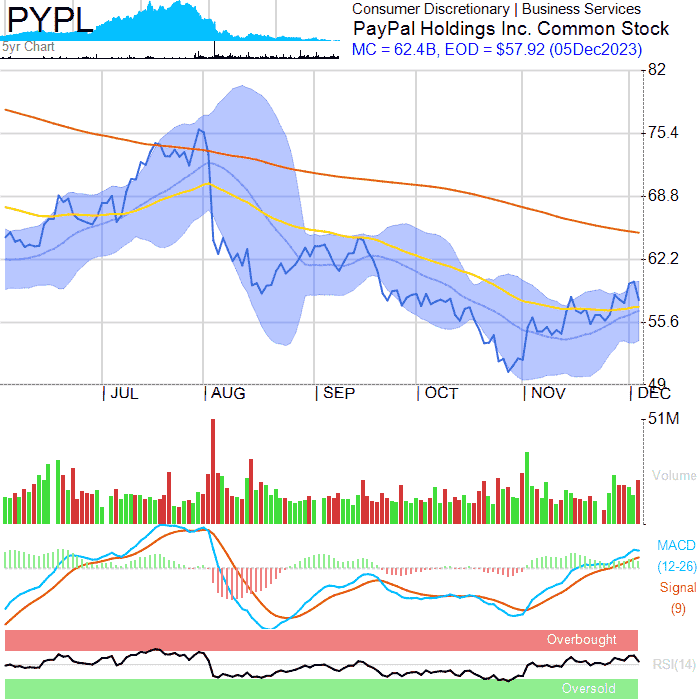 PYPL
5yr Chart
Consumer Discretionary | Business Services
PayPal Holdings Inc. Common Stock
MC = 62.4B, EOD = $57.92 (05Dec2023)
82
75.4
68.8
62.2
55.6
49
JUL
AUG
SEP
OCT
NOV
DEC
51M
Volume
MACD
(12-26)
Signal
(9)
Overbought
RSI(14)
Oversold